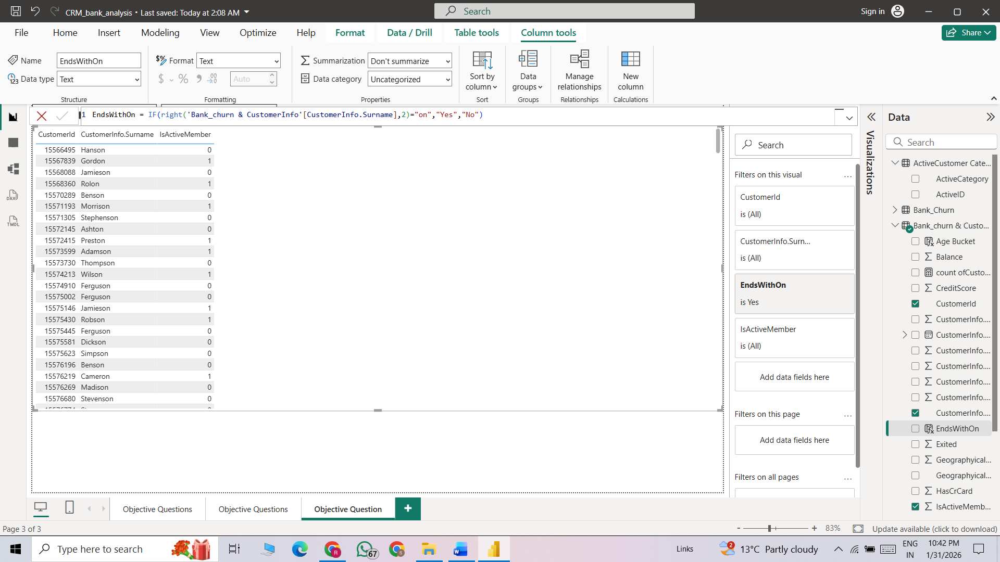 CRM_bank_analysis • Last saved: Today at 2:08 AM
Search
Sign in
File
Home
Insert
Modeling
View
Optimize
Help
Format
Data / Drill
Table tools
Column tools
Share
Name
EndsWithOn
Data type
Text
Structure
Format
Text
$
%
Auto
Formatting
Summarization
Don't summarize
Data category
Uncategorized
Properties
Sort by
column
Sort
Data
groups
Groups
Manage
relationships
Relationships
New
column
Calculations
1 EndsWithOn = IF(right('Bank_churn & CustomerInfo'[CustomerInfo.Surname],2)="on","Yes","No")
CustomerId CustomerInfo.Surname IsActiveMember
15566495 Hanson 0
15567839 Gordon 1
15568088 Jamieson 0
15568360 Rolon 1
15570289 Benson 0
15571193 Morrison 1
15571305 Stephenson 0
15572145 Ashton 0
15572415 Preston 1
15573599 Adamson 1
15573730 Thompson 0
15574213 Wilson 1
15574910 Ferguson 0
15575002 Ferguson 0
15575146 Jamieson 1
15575430 Robson 1
15575445 Ferguson 0
15575581 Dickson 0
15575623 Simpson 0
15576196 Benson 0
15576219 Cameron 1
15576269 Madison 0
15576680 Stevenson 0
Search
Filters on this visual
CustomerId
is (All)
CustomerInfo.Surn...
is (All)
EndsWithOn
is Yes
IsActiveMember
is (All)
Add data fields here
Filters on this page
Add data fields here
Filters on all pages
Visualizations
Data
Search
ActiveCustomer Cate...
ActiveCategory
ActiveID
Bank_Churn
Bank_churn & Custo...
Age Bucket
Balance
count ofCusto...
CreditScore
CustomerId
CustomerInfo....
CustomerInfo....
CustomerInfo....
CustomerInfo....
CustomerInfo....
CustomerInfo....
CustomerInfo....
EndsWithOn
Exited
Geographyical...
Geographyical...
HasCrCard
IsActiveMemb...
DAX
TMDL
Objective Questions
Objective Questions
Objective Question
+
Page 3 of 3
- + 83%
Update available (click to download)
Type here to search
67
Links
2
13°C Partly cloudy
ENG
IN
10:42 PM
1/31/2026